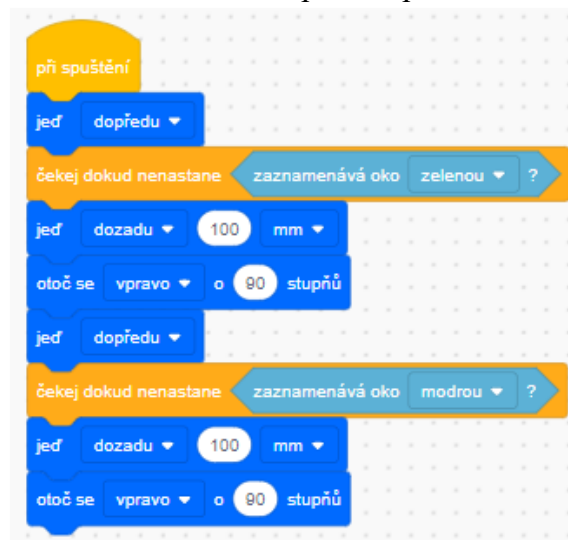 při spuštění
jeď dopředu
čekej dokud nenastane zaznamenává oko zelenou ?
jeď dozadu 100 mm
otoč se vpravo o 90 stupňů
jeď dopředu
čekej dokud nenastane zaznamenává oko modrou ?
jeď dozadu 100 mm
otoč se vpravo o 90 stupňů